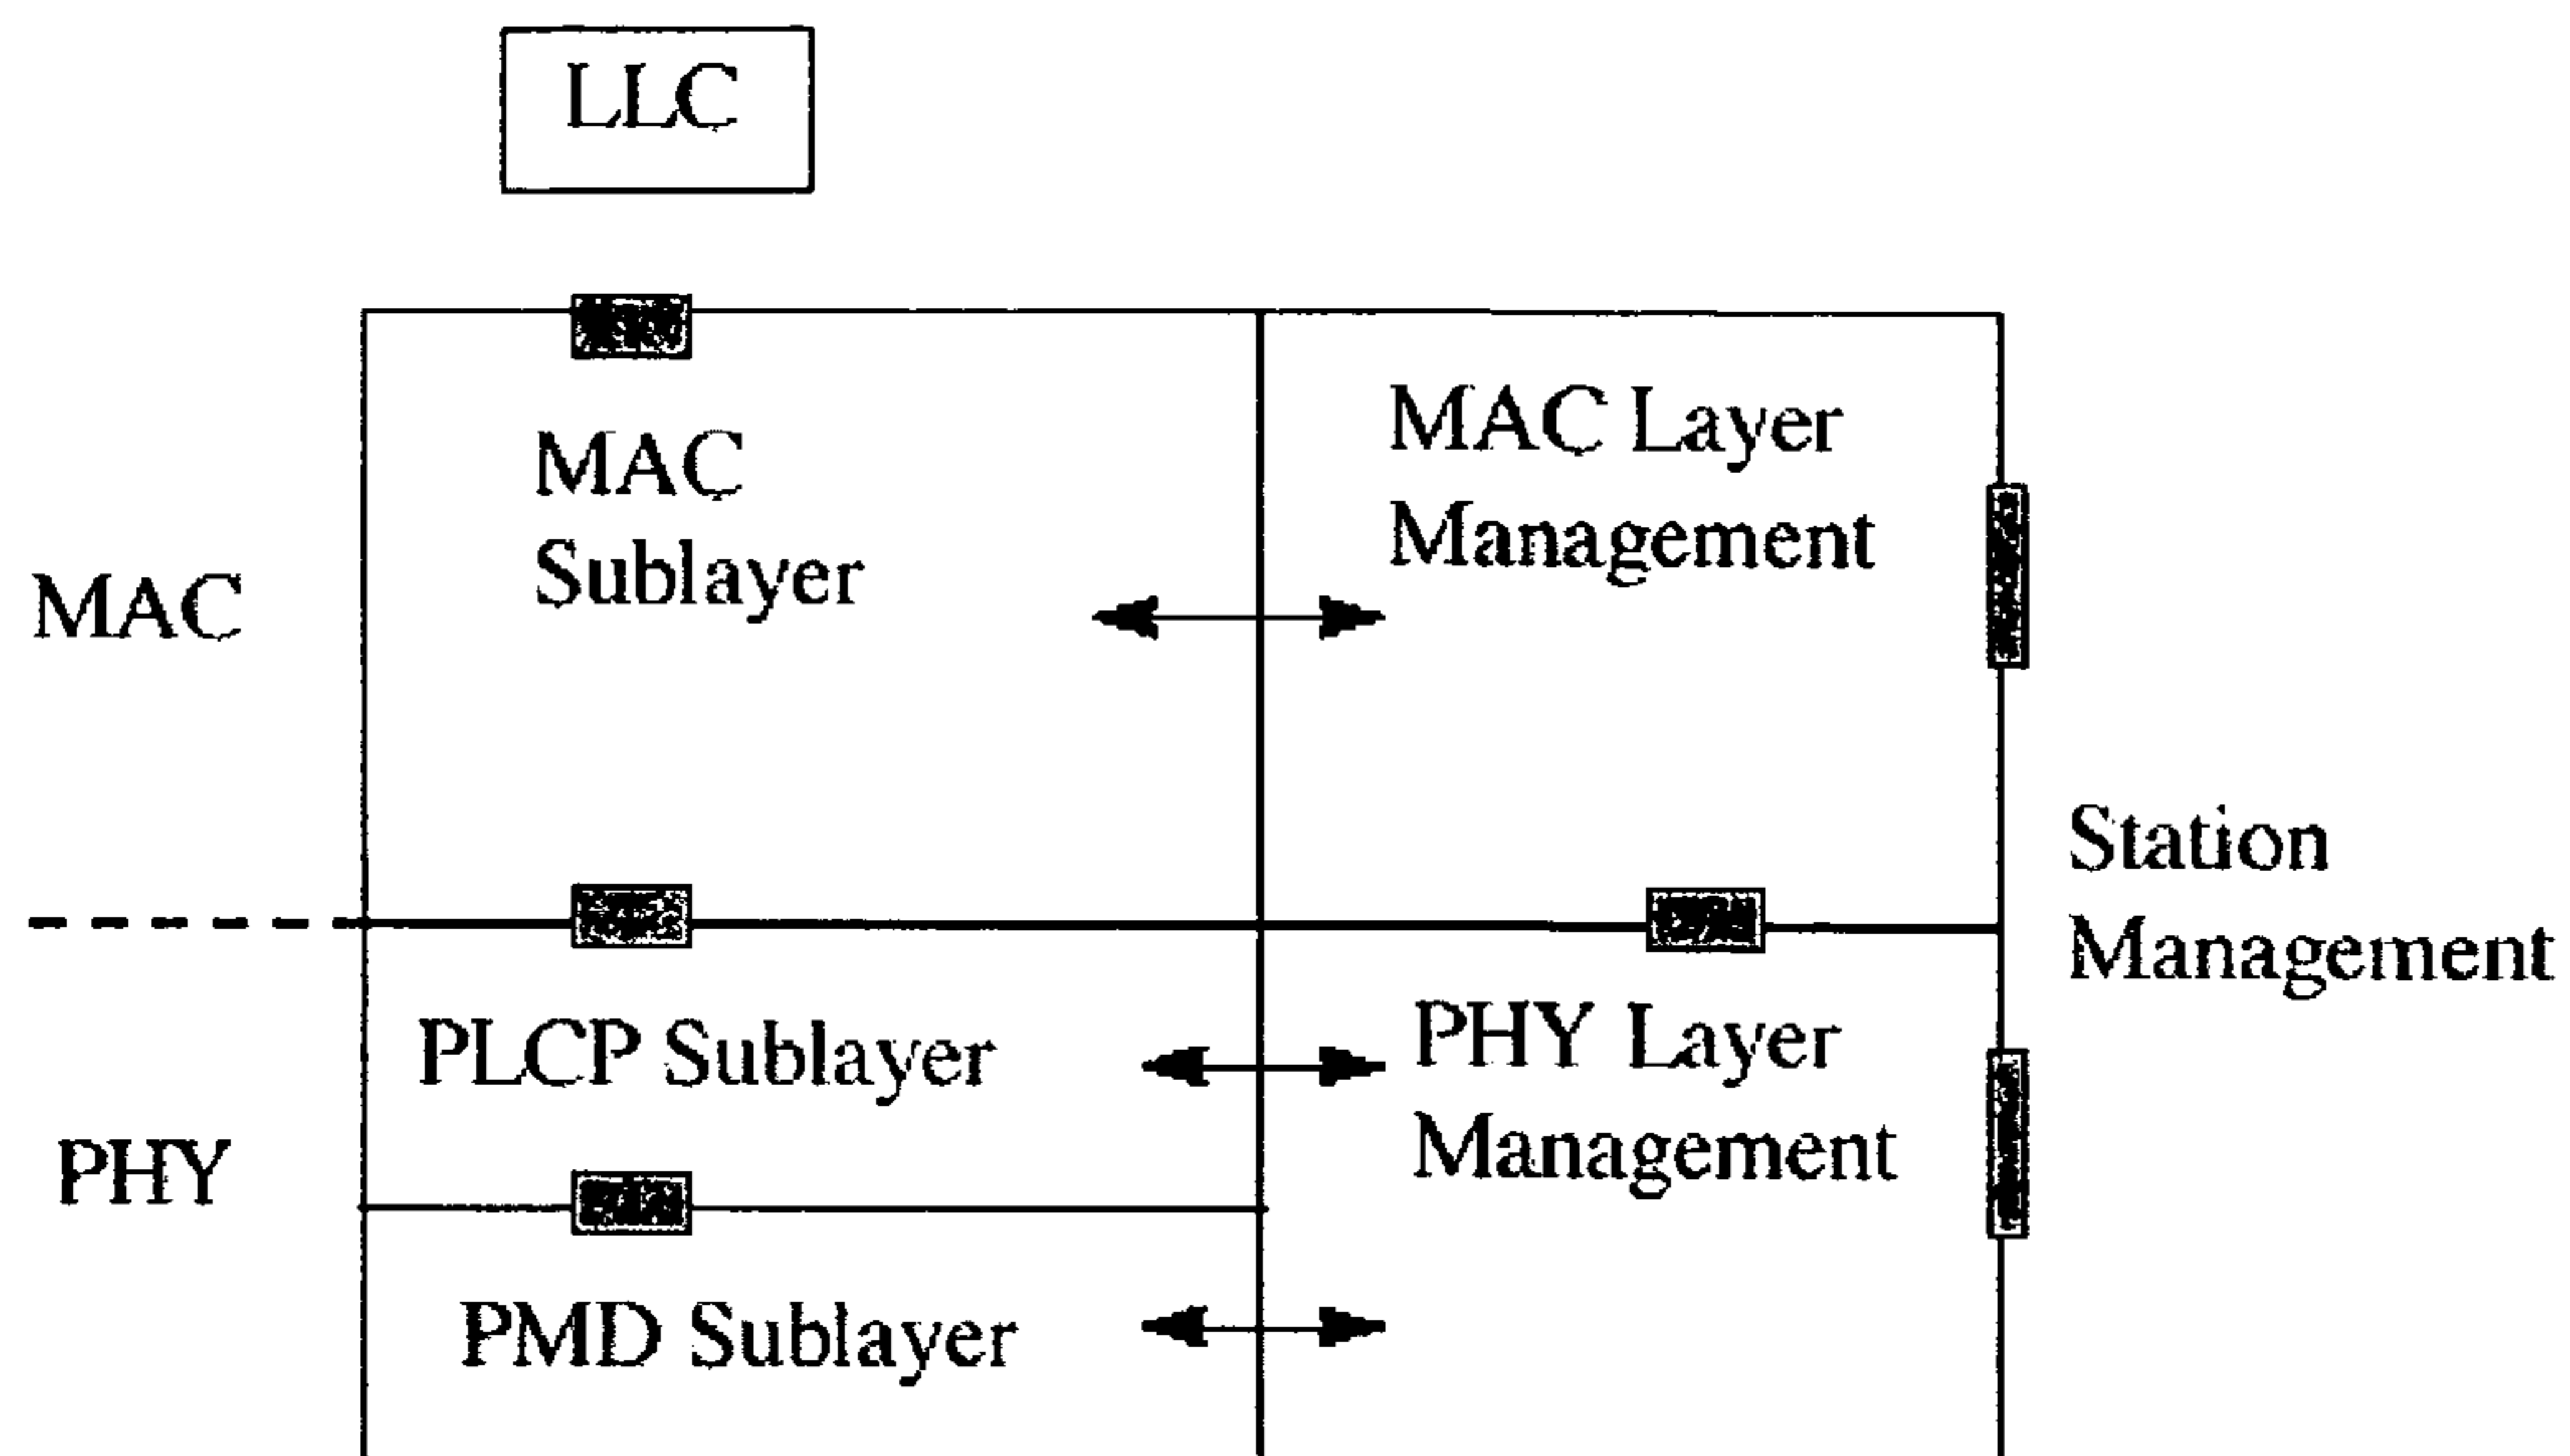 LLC
MAC
Sublayer
MAC Layer
Management
MAC
Station
Management
PLCP Sublayer
PHY Layer
Management
PHY
PMD Sublayer